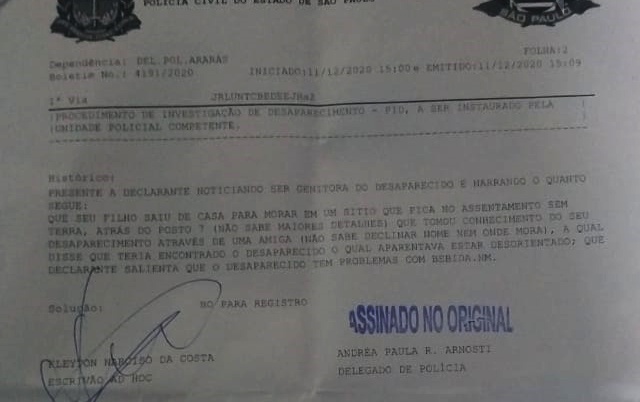 POLICIA CIVIL DO ESTADO DE SÃO PAULO
SÃO PAULO
FOLHA:2
Dependência: DEL.POL.ARARAS
Boletim No.: 4191/2020 INICIADO:11/12/2020 15:00 e EMITIDO:11/12/2020 15:09
1ª Via
PROCEDIMENTO DE INVESTIGAÇÃO DE DESAPARECIMENTO - PID, A SER INSTAURADO PELA
UNIDADE POLICIAL COMPETENTE.
Histórico:
PRESENTE A DECLARANTE NOTICIANDO SER GENITORA DO DESAPARECIDO E NARRANDO O QUANTO
SEGUE:
QUE SEU FILHO SAIU DE CASA PARA MORAR EM UM SITIO QUE FICA NO ASSENTAMENTO SEM
TERRA, ATRÁS DO POSTO 7 (NÃO SABE MAIORES DETALHES) QUE TOMOU CONHECIMENTO DO SEU
DESAPARECIMENTO ATRAVÉS DE UMA AMIGA (NÃO SABE DECLINAR NOME NEM ONDE MORA), A QUAL
DISSE QUE TERIA ENCONTRADO O DESAPARECIDO O QUAL APARENTAVA ESTAR DESORIENTADO; QUE
DECLARANTE SALIENTA QUE O DESAPARECIDO TEM PROBLEMAS COM BEBIDA.NM.
Solução: BO PARA REGISTRO
ASSINADO NO ORIGINAL
KLEYTON NARCISO DA COSTA
ESCRIVÃO AD HOC
ANDRÉA PAULA R. ARNOSTI
DELEGADO DE POLÍCIA